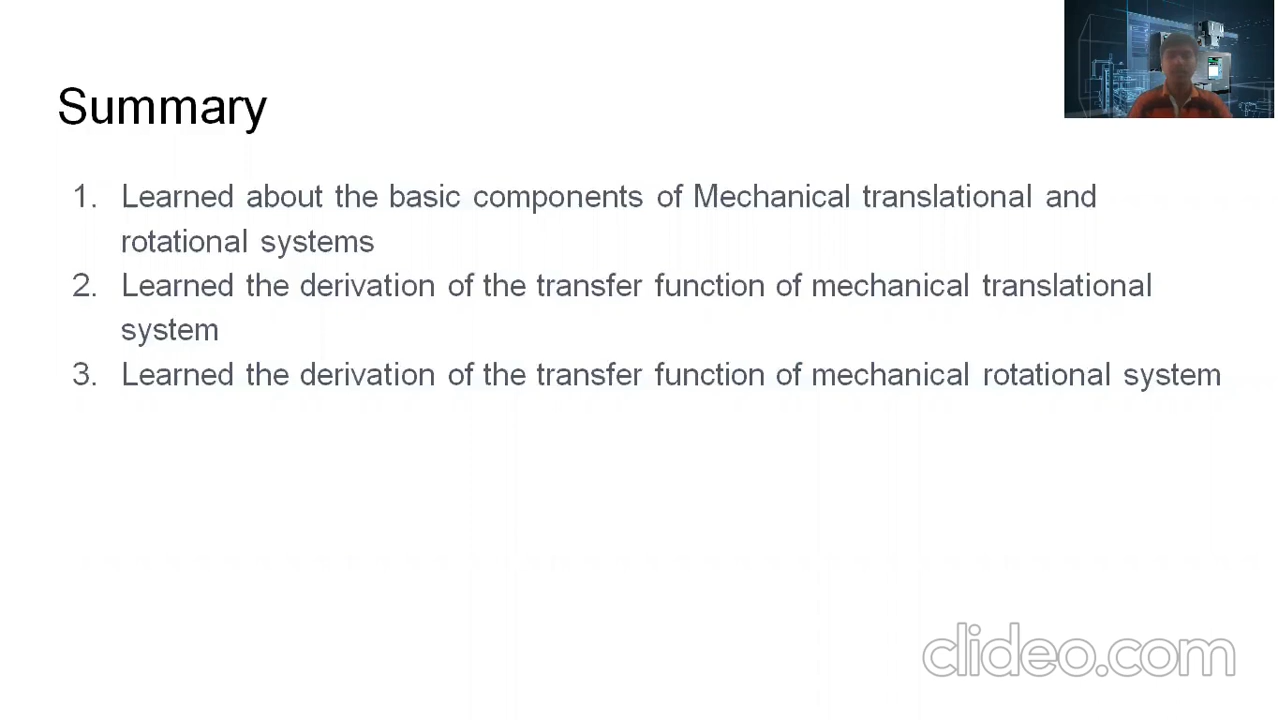 Summary
1. Learned about the basic components of Mechanical translational and
rotational systems
2. Learned the derivation of the transfer function of mechanical translational
system
3. Learned the derivation of the transfer function of mechanical rotational system
clideo.com